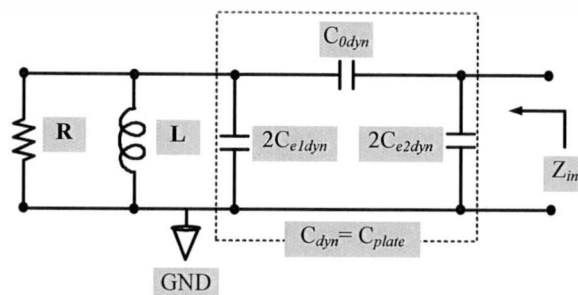 C0dyn
R
L
2Ce1dyn
2Ce2dyn
Zin
Cdyn= Cplate
GND